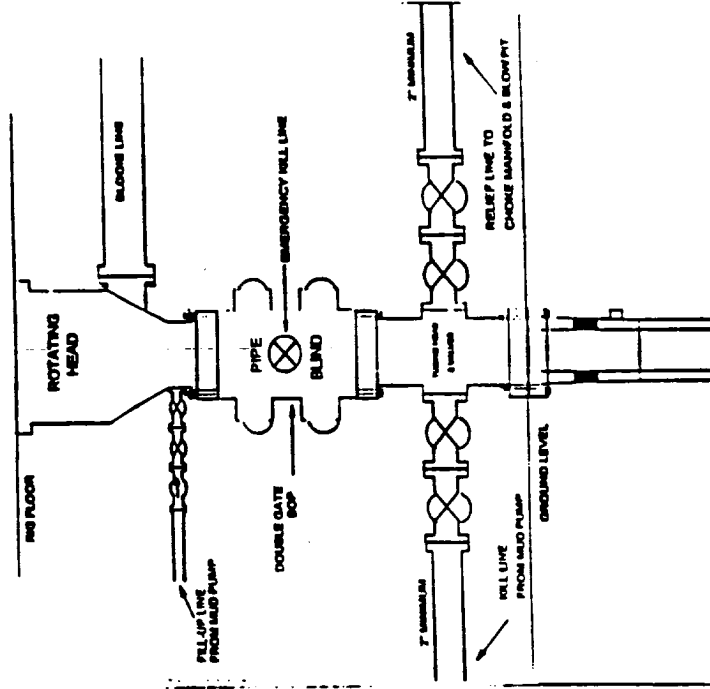 RIG FLOOR
ROTATING
HEAD
BLOOIE LINE
FILL-UP LINE
FROM MUD PUMP
PIPE
EMERGENCY KILL LINE
BLIND
DOUBLE GATE
BOP
2" MINIMUM
TUBING HEAD
2" MINIMUM
RELIEF LINE TO
CHOKE MANIFOLD & BLOW PIT
KILL LINE
FROM MUD PUMP
GROUND LEVEL